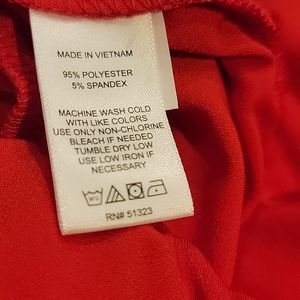 MADE IN VIETNAM
95% POLYESTER
5% SPANDEX
MACHINE WASH COLD
WITH LIKE COLORS
USE ONLY NON-CHLORINE
BLEACH IF NEEDED
TUMBLE DRY LOW
USE LOW IRON IF
NECESSARY
RN# 51323